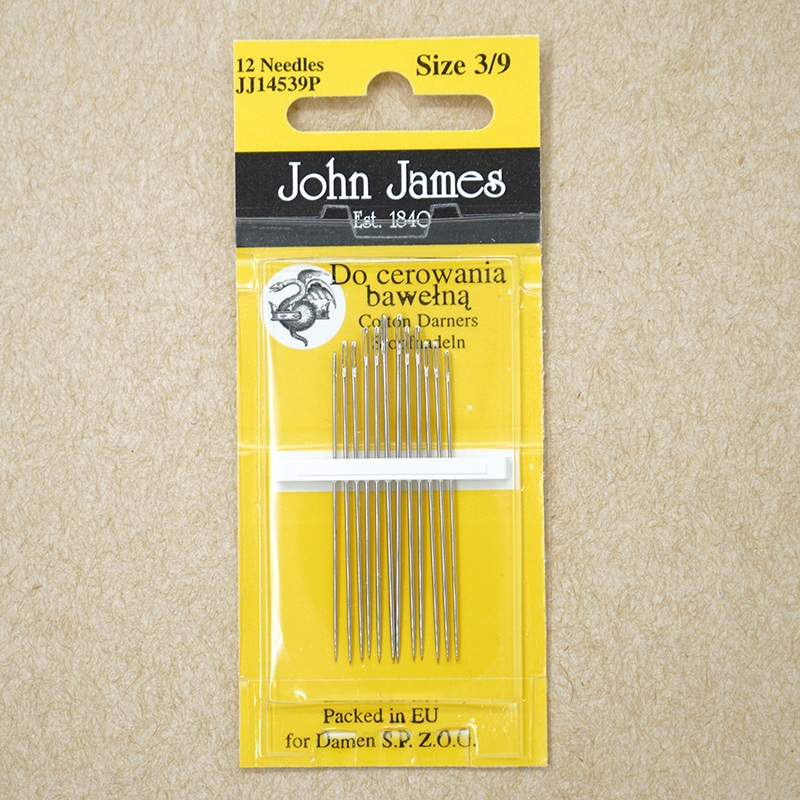 12 Needles
JJ14539P
Size 3/9
John James
Est. 1840
Do cerowania
bawełną
Cotton Darners
Stopfnadeln
Packed in EU
for Damen S.P. Z.O.O.